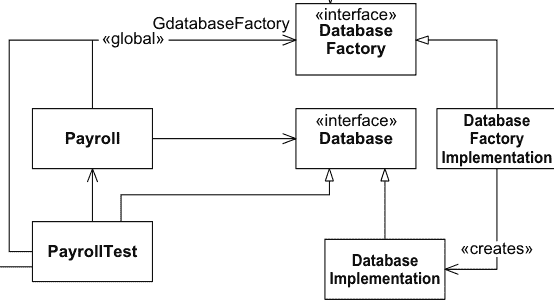 GdatabaseFactory
«global»
«interface»
Database
Factory
Payroll
«interface»
Database
Database
Factory
Implementation
PayrollTest
Database
Implementation
«creates»